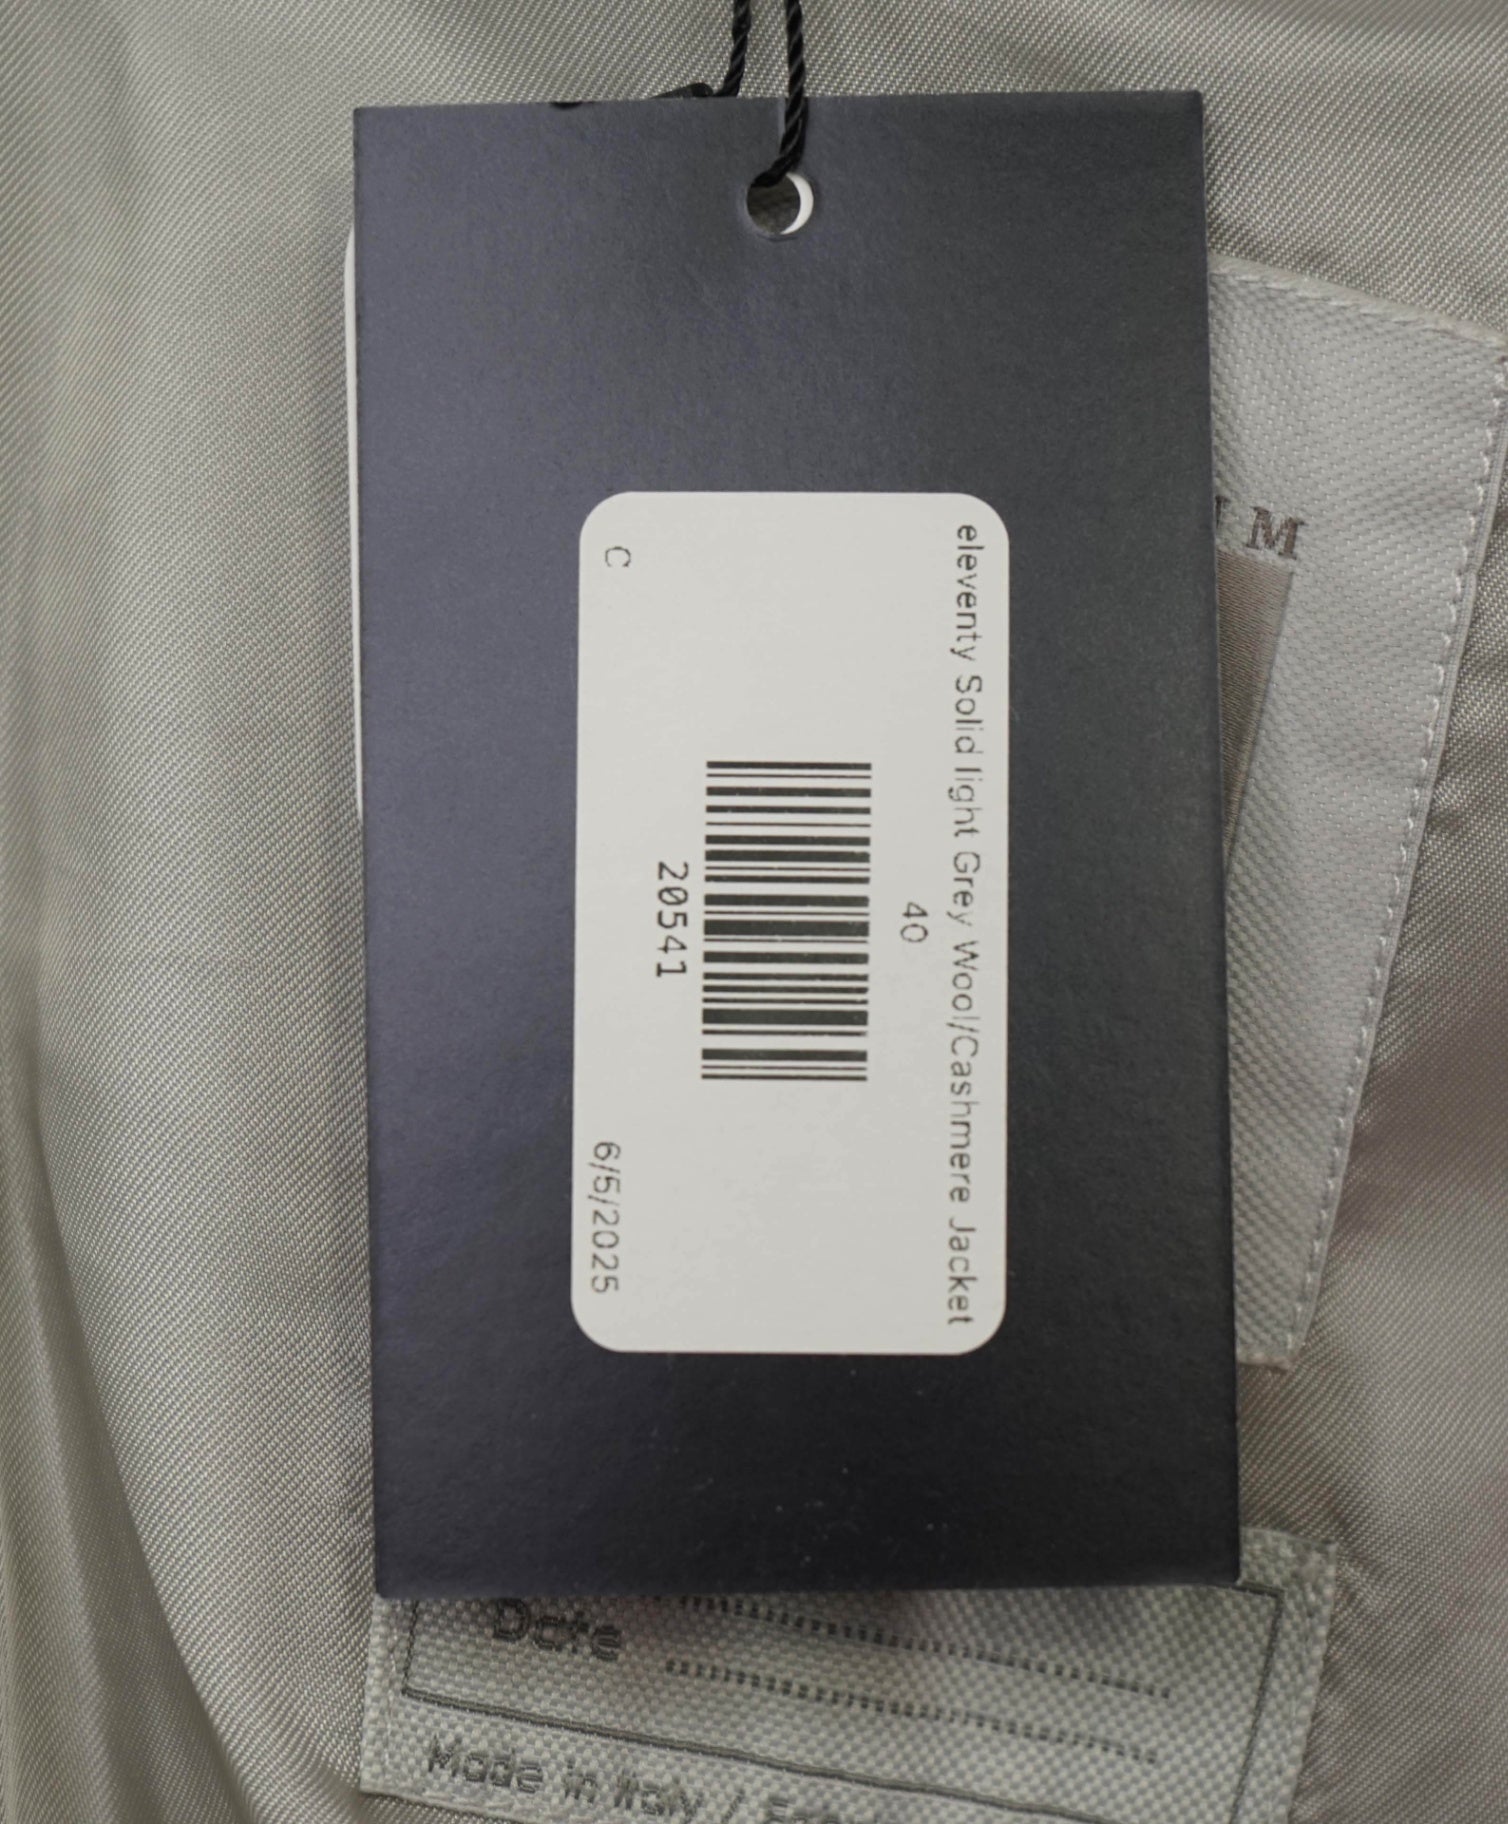 eleventy Solid light Grey Wool/Cashmere Jacket
40
20541
C
6/5/2025
M
Date
Made in Italy /